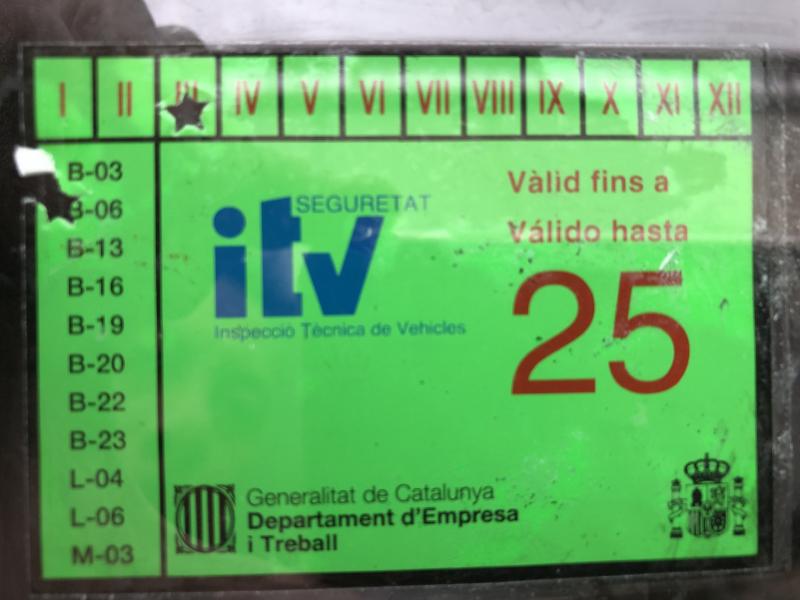 I II III IV V VI VII VIII IX X XI XII
B-03
B-06
B-13
B-16
B-19
B-20
B-22
B-23
L-04
L-06
M-03
SEGURETAT
itv
Inspecció Tècnica de Vehicles
Vàlid fins a
Válido hasta
25
Generalitat de Catalunya
Departament d'Empresa
i Treball